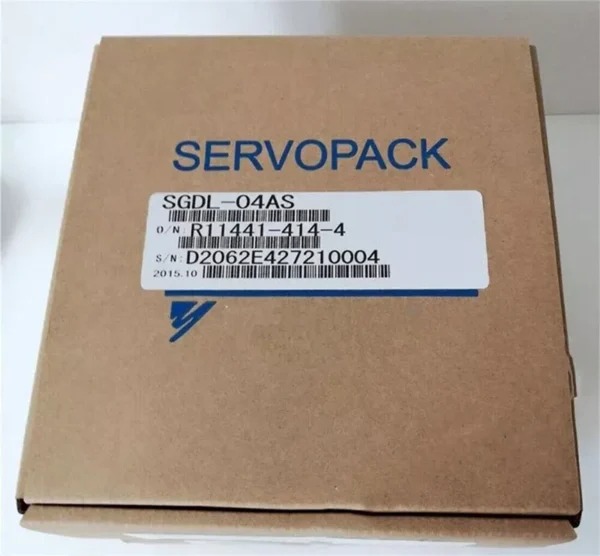 SERVOPACK
SGDL-04AS
O/N: R11441-414-4
S/N: D2062E427210004
2015.10